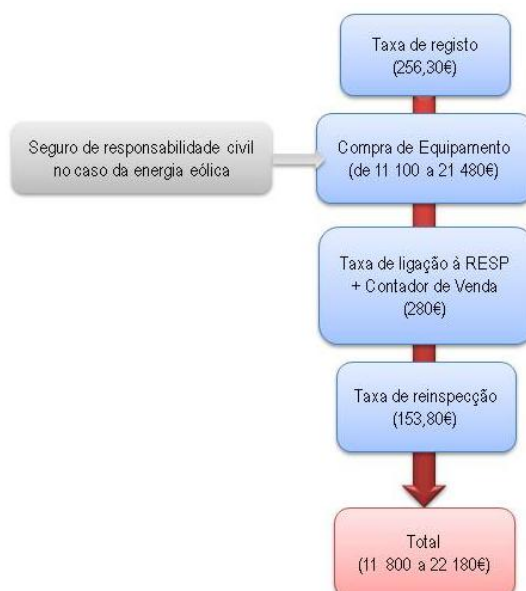 Taxa de registo
(256,30€)
Seguro de responsabilidade civil
no caso da energia eólica
Compra de Equipamento
(de 11 100 a 21 480€)
Taxa de ligação à RESP
+ Contador de Venda
(280€)
Taxa de reinspecção
(153,80€)
Total
(11 800 a 22 180€)